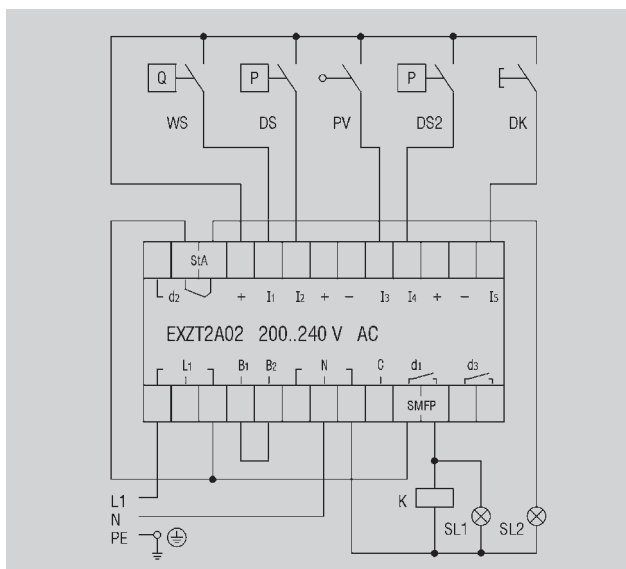 Q P P
WS DS PV DS2 DK
StA
d2 + I1 I2 + − I3 I4 + − I5
EXZT2A02 200..240 V AC
L1 B1 B2 N C d1 d3
SMFP
L1
N
PE
K
SL1 SL2